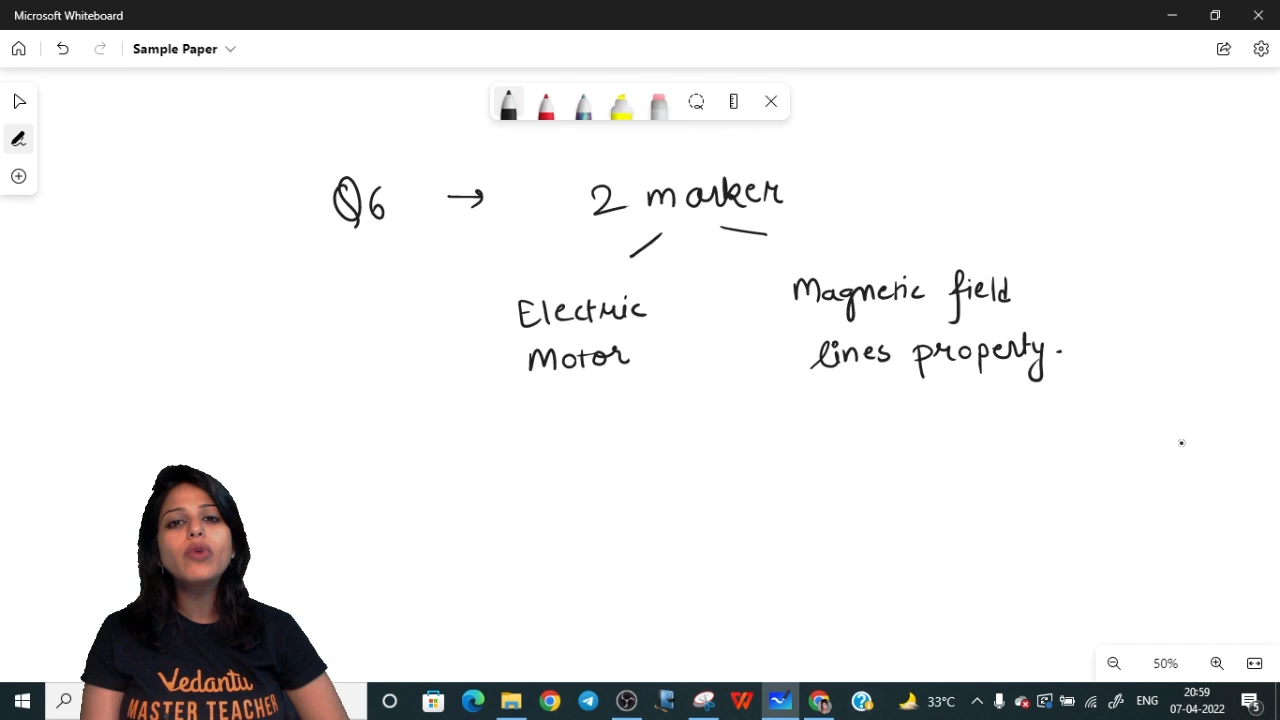 Microsoft Whiteboard
Sample Paper
Q6 → 2 marker
Electric
Motor
Magnetic field
lines property.
Vedantu
MASTER TEACHER
50%
33°C
ENG
20:59
07-04-2022
5